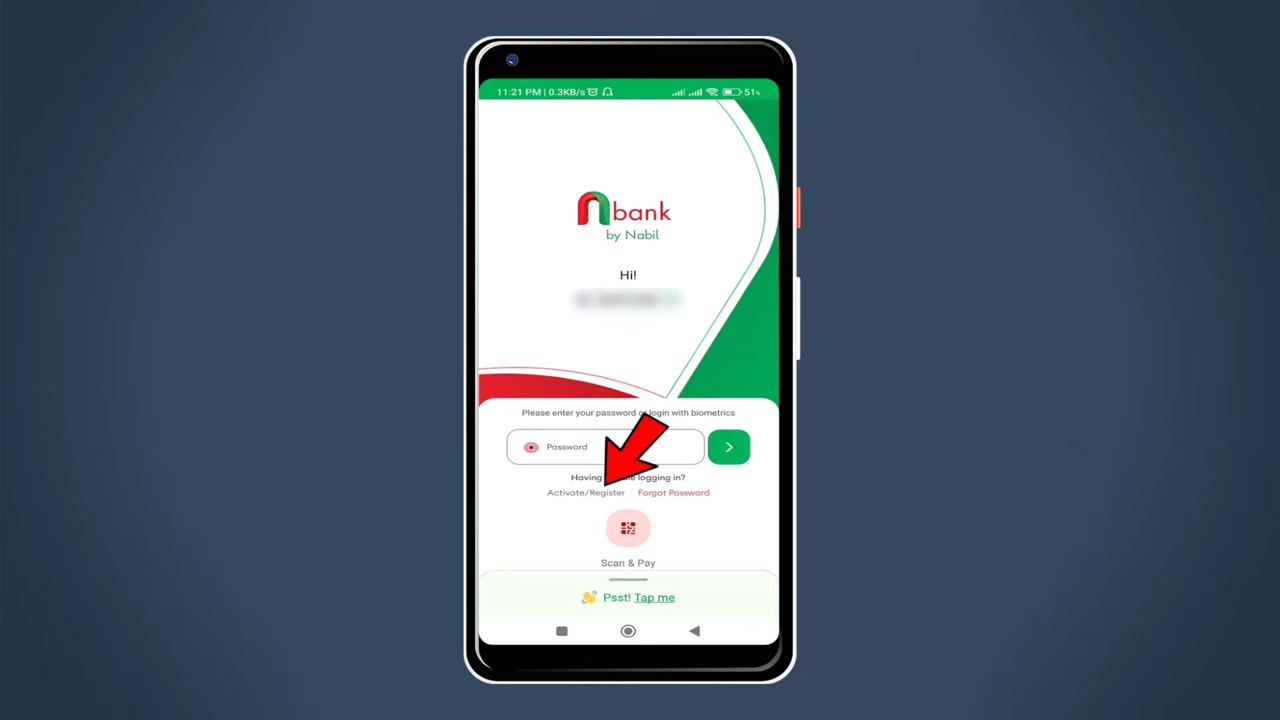 11:21 PM | 0.3KB/s 51%
nbank
by Nabil
Hi!
Please enter your password or login with biometrics
Password
Having logging in?
Activate/Register Forgot Password
Scan & Pay
Psst! Tap me